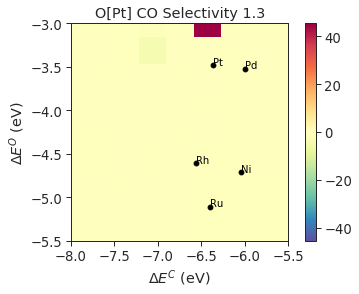 O[Pt] CO Selectivity 1.3
−3.0
−3.5
−4.0
−4.5
−5.0
−5.5
ΔE^O (eV)
Pt
Pd
Rh
Ni
Ru
−8.0 −7.5 −7.0 −6.5 −6.0 −5.5
ΔE^C (eV)
40
20
0
−20
−40